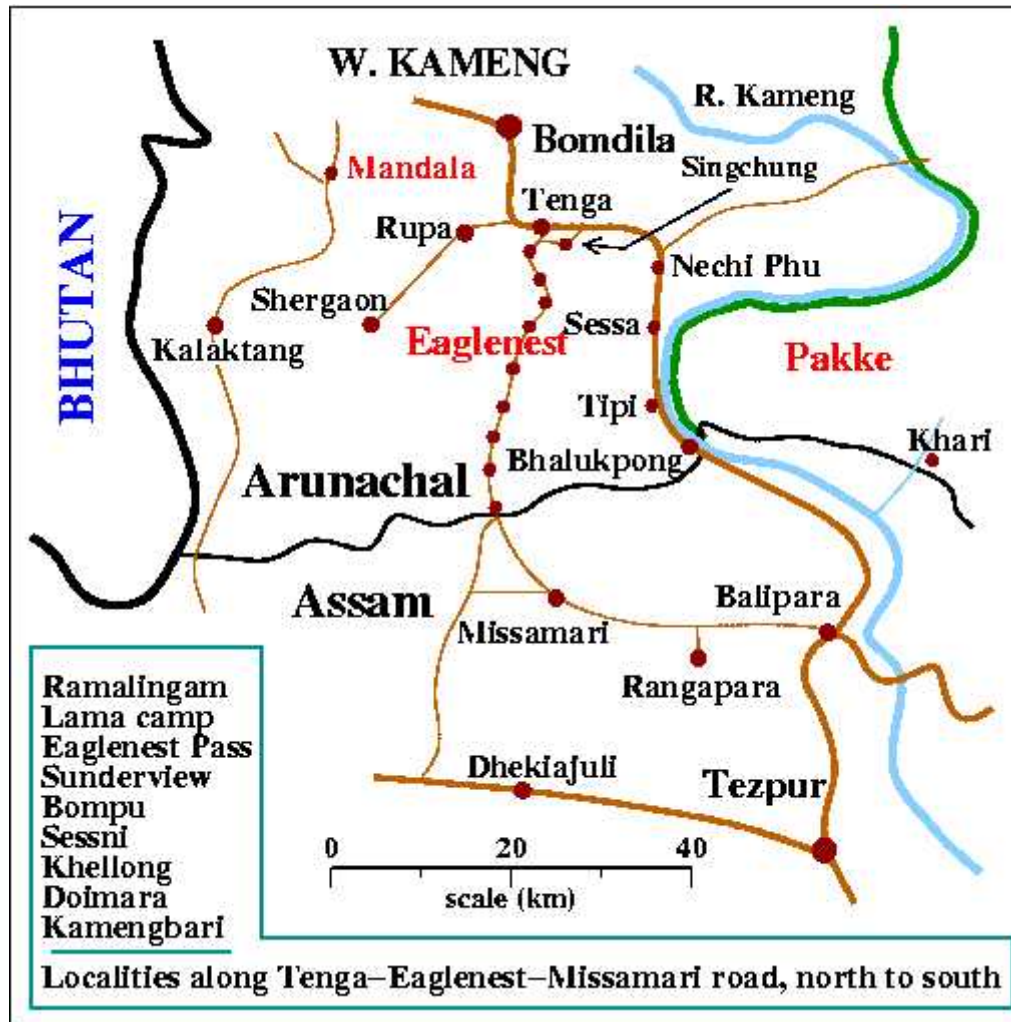 W. KAMENG
R. Kameng
Bomdila
Singchung
Mandala
Tenga
Rupa
Nechi Phu
BHUTAN
Shergaon
Sessa
Eaglenest
Kalaktang
Pakke
Tipi
Khari
Bhalukpong
Arunachal
Assam
Balipara
Missamari
Rangapara
Dhekiajuli
Tezpur
0 20 40
scale (km)
Ramalingam
Lama camp
Eaglenest Pass
Sunderview
Bompu
Sessni
Khellong
Doimara
Kamengbari
Localities along Tenga–Eaglenest–Missamari road, north to south